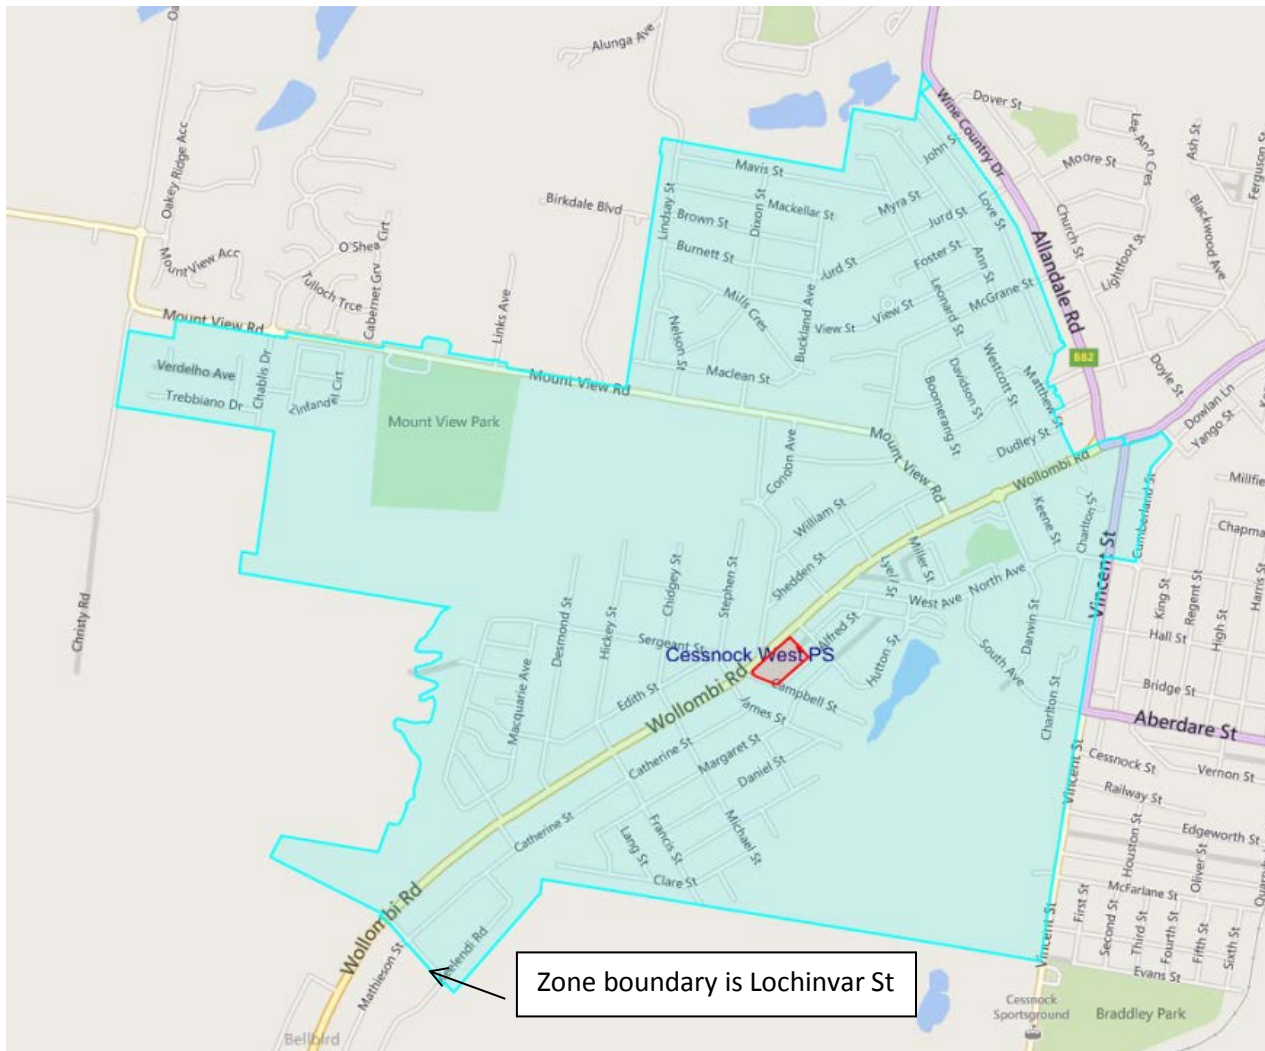 Alunga Ave
Dover St
Wine Country Dr
Lee-Ann Cres
Ash St
Ferguson St
Moore St
John S
Mavis St
Oakey Ridge Acc
Birkdale Blvd
Lindsay St
Mackellar St
Dixon St
Myra St
Love St
Blackwood Ave
Brown St
Jurd St
Church St
O'Shea Cirt
Burnett St
Foster St
Ann St
Allandale Rd
Lightfoot St
Mount View Acc
Tulloch Trce
Cabernet Grv
Jurd St
Leonard St
McGrane St
Mills Cres
Links Ave
Buckland Ave
View St
View St
Mount View Rd
Nelson St
B82
Verdelho Ave
Chablis Dr
Maclean St
Westcott St
Doyle St
Mount View Rd
Davidson St
Matthew St
Trebbiano Dr
Zinfandel Cirt
Boomerang St
Dowlan Ln
Mount View Park
Yango St
Condon Ave
Mount View Rd
Dudley St
Wollombi Rd
Cumberland St
Keene St
Charlton St
William St
Vincent St
Miller St
Christy Rd
Shedden St
Lyell St
North Ave
West Ave
Stephen St
Chidgey St
Hickey St
Desmond St
King St
Regent St
High St
Harris St
Alfred St
Darwin St
Hall St
Sergeant St
Cessnock West PS
Hutton St
South Ave
Bridge St
Macquarie Ave
Edith St
Wollombi Rd
Campbell St
Charlton St
James St
Aberdare St
Catherine St
Margaret St
Cessnock St
Vernon St
Daniel St
Vincent St
Railway St
Catherine St
Michael St
Francis St
Lang St
Houston St
Edgeworth St
Oliver St
Clare St
McFarlane St
First St
Second St
Third St
Fourth St
Fifth St
Sixth St
Wollombi Rd
Vincent St
Mathieson St
Evans St
Zone boundary is Lochinvar St
Cessnock
Sportsground
Braddley Park
Bellbird